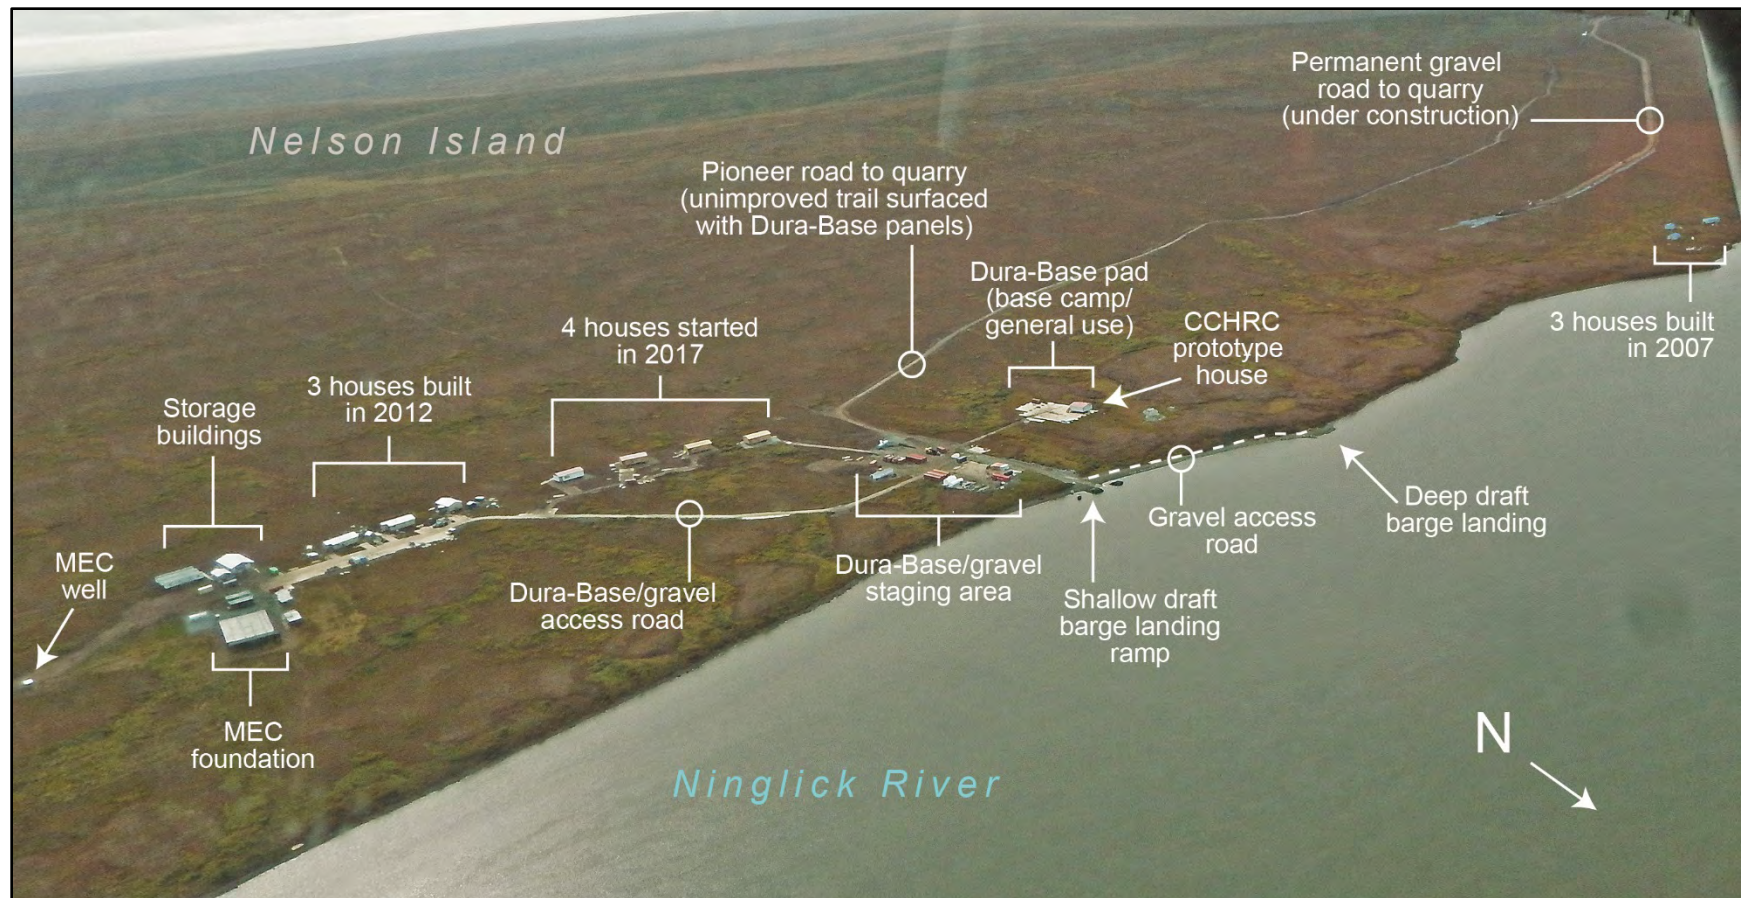 Nelson Island
Permanent gravel
road to quarry
(under construction)
Pioneer road to quarry
(unimproved trail surfaced
with Dura-Base panels)
Dura-Base pad
(base camp/
general use)
CCHRC
prototype
house
3 houses built
in 2007
4 houses started
in 2017
3 houses built
in 2012
Storage
buildings
MEC
well
MEC
foundation
Dura-Base/gravel
access road
Dura-Base/gravel
staging area
Shallow draft
barge landing
ramp
Gravel access
road
Deep draft
barge landing
Ninglick River
N